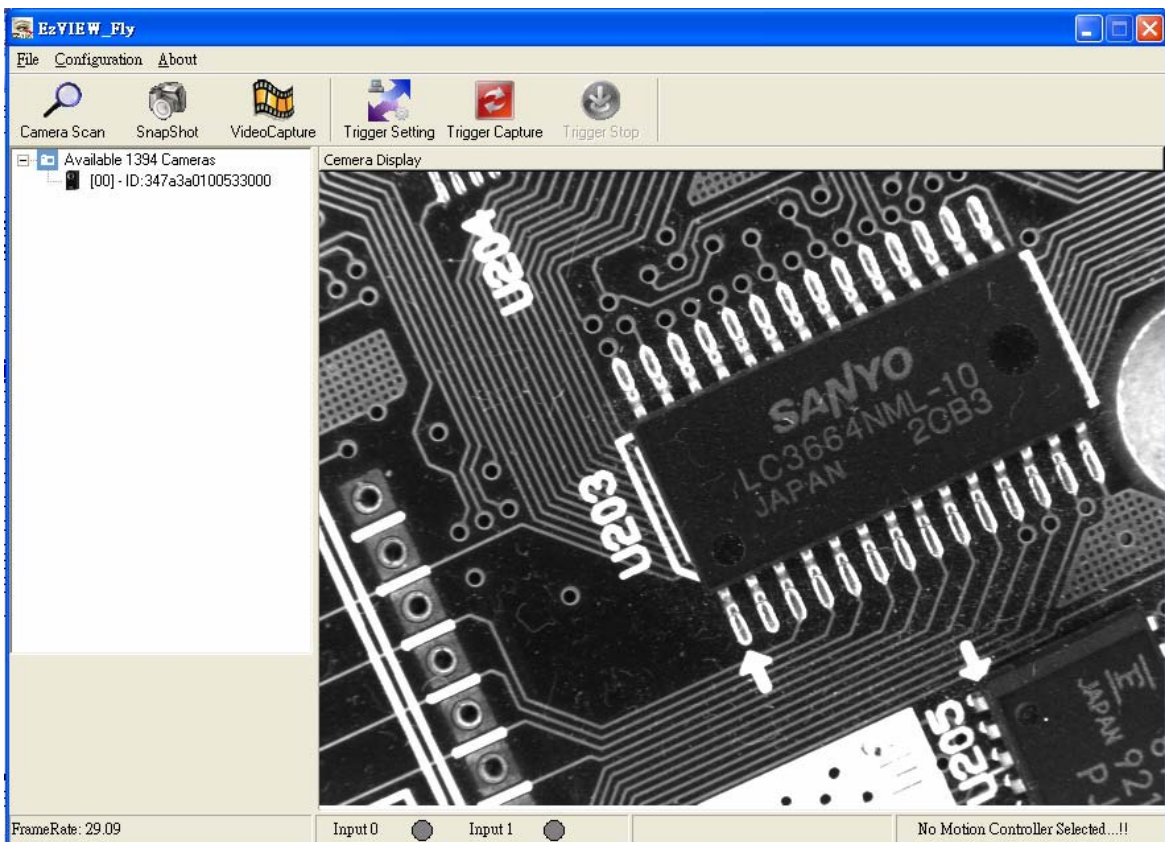 EzVIEW_Fly
File Configuration About
Camera Scan SnapShot VideoCapture Trigger Setting Trigger Capture Trigger Stop
Available 1394 Cameras
[00] - ID:347a3a0100533000
Cemera Display
U204
SANYO
LC3664NML-10
JAPAN 2CB3
U203
U205
JAPAN
921
FrameRate: 29.09 Input 0 Input 1 No Motion Controller Selected...!!